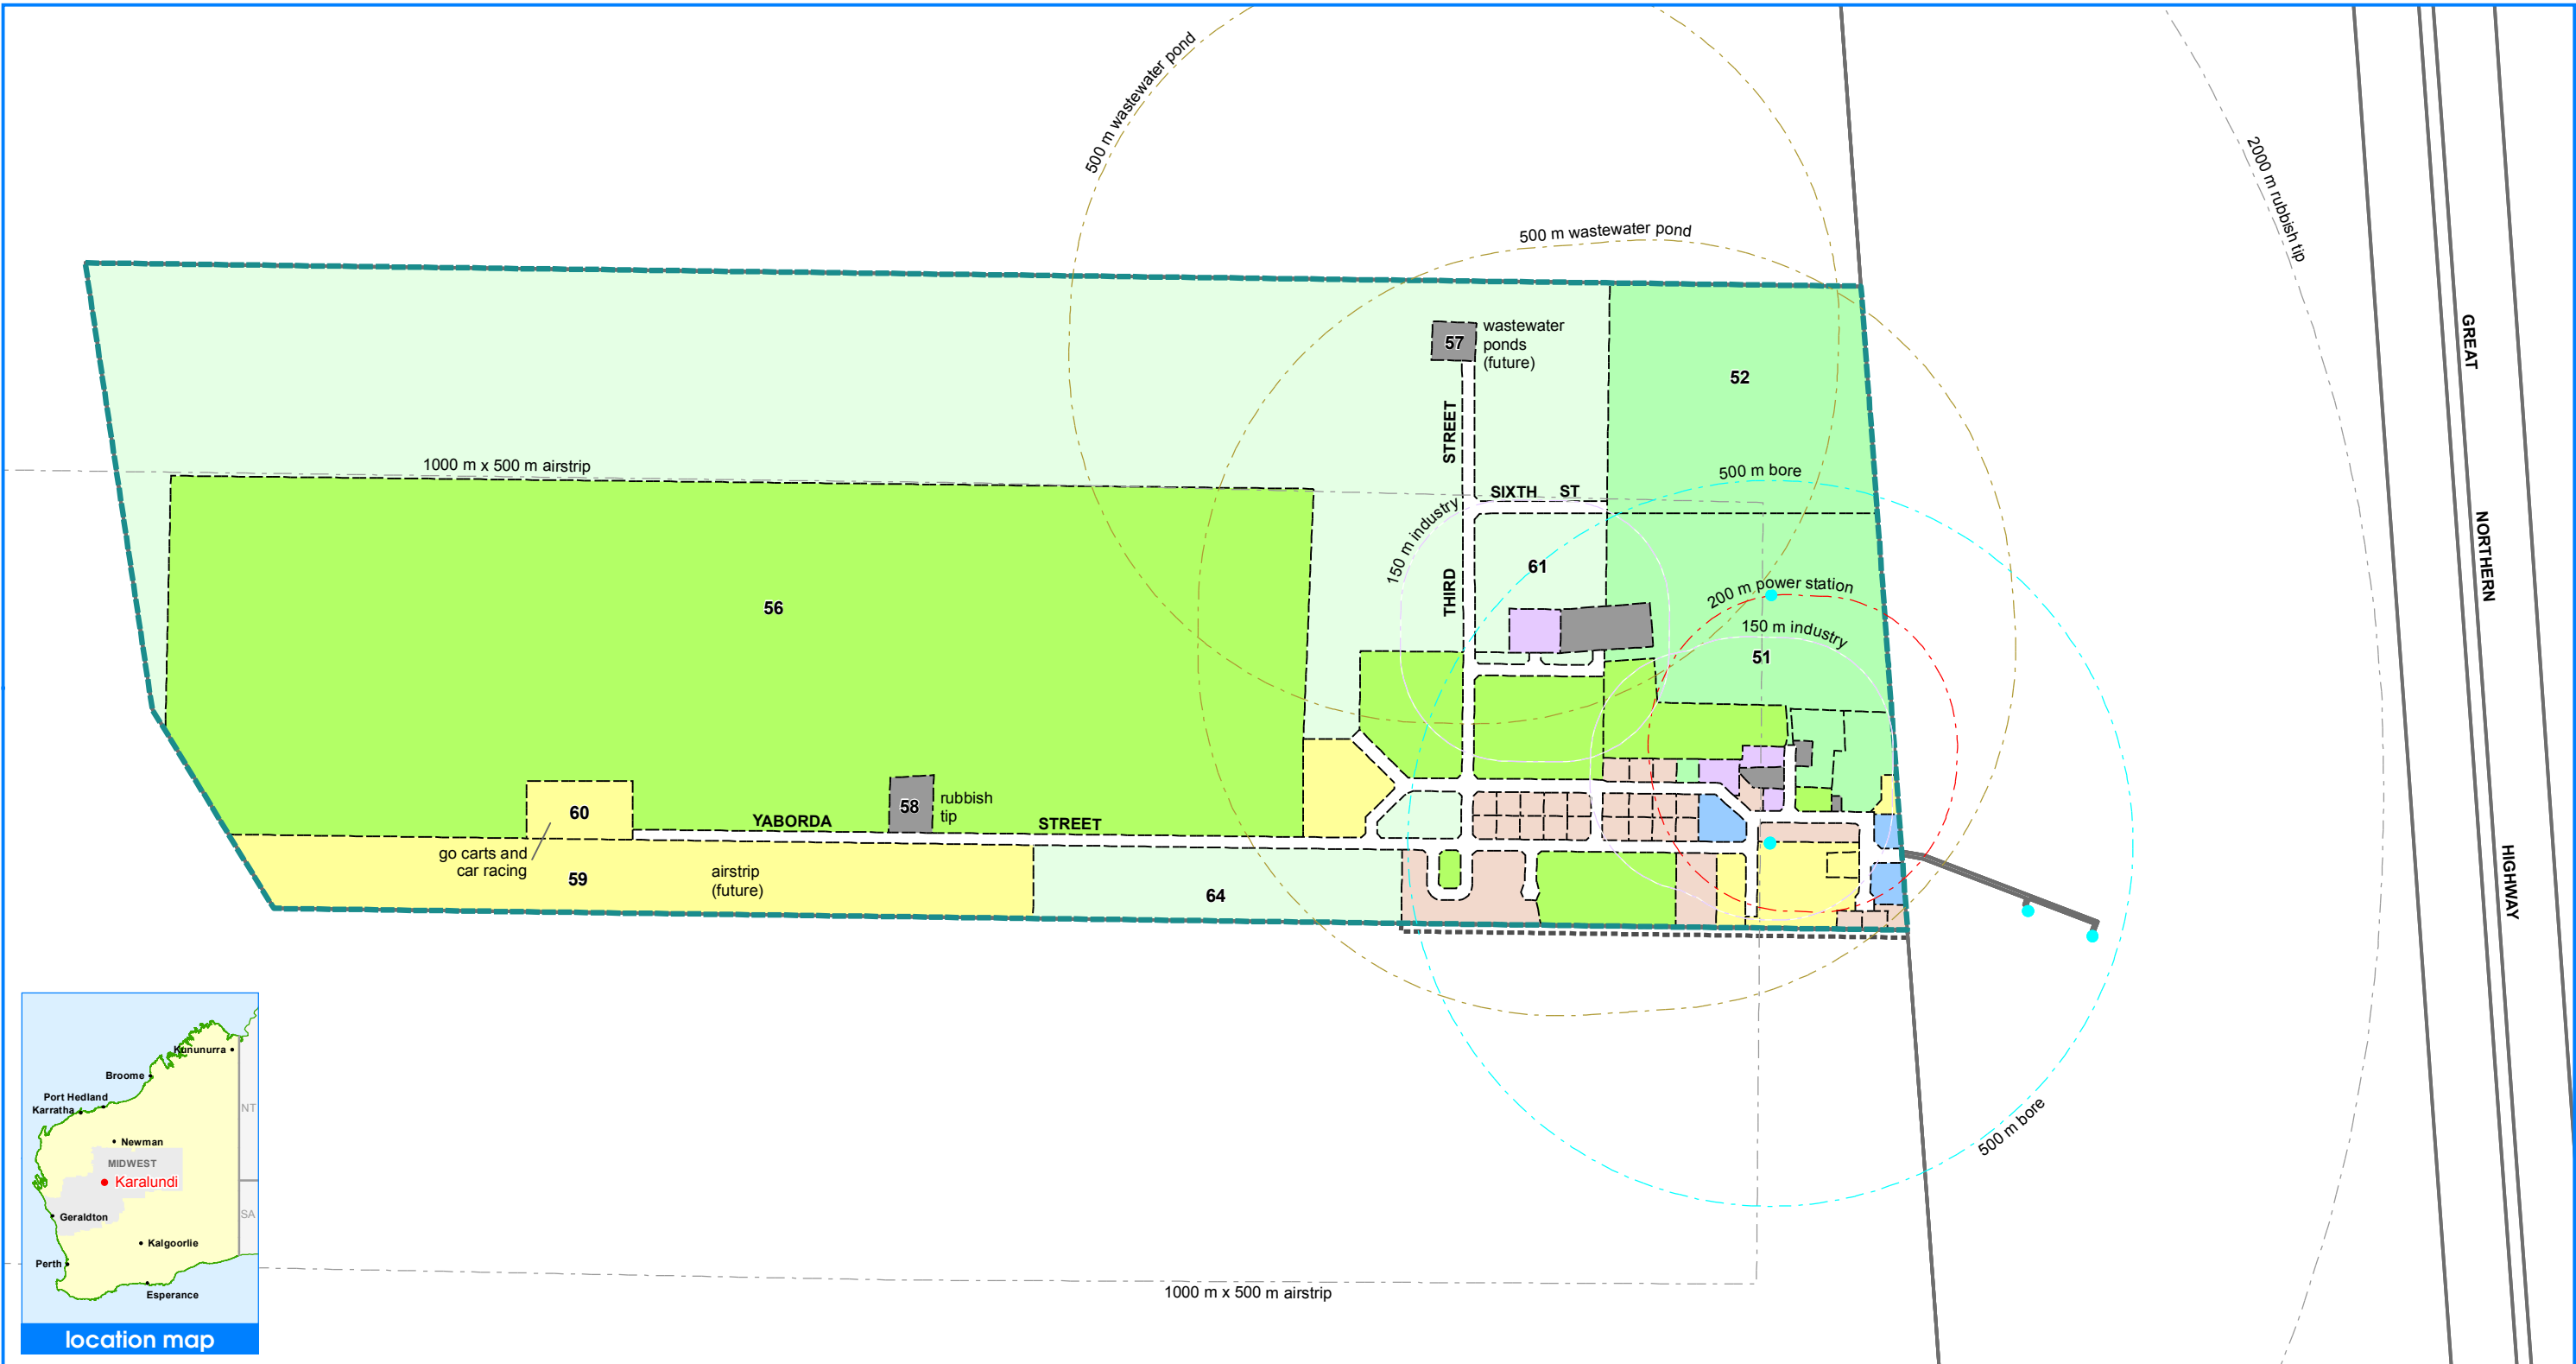 500 m wastewater pond
2000 m rubbish tip
500 m wastewater pond
GREAT
NORTHERN
HIGHWAY
57
wastewater
ponds
(future)
52
STREET
THIRD
1000 m x 500 m airstrip
500 m bore
SIXTH ST
150 m industry
61
56
200 m power station
150 m industry
51
60
58
rubbish
tip
YABORDA
STREET
go carts and
car racing
59
airstrip
(future)
64
500 m bore
1000 m x 500 m airstrip
Kununurra
Broome
Port Hedland
Karratha
NT
Newman
MIDWEST
Karalundi
SA
Geraldton
Kalgoorlie
Perth
Esperance
location map